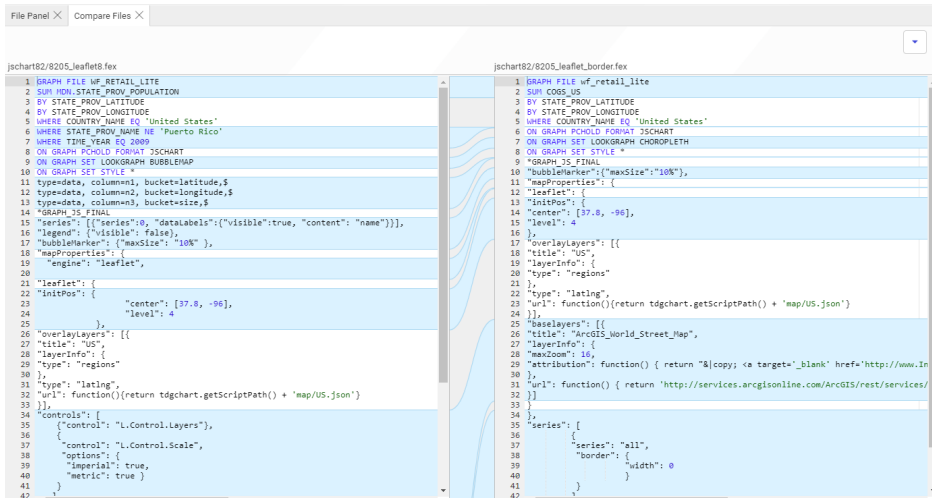 File Panel
Compare Files
jschart82/8205_leaflet8.fex
1 GRAPH FILE WF_RETAIL_LITE
2 SUM MDN.STATE_PROV_POPULATION
3 BY STATE_PROV_LATITUDE
4 BY STATE_PROV_LONGITUDE
5 WHERE COUNTRY_NAME EQ 'United States'
6 WHERE STATE_PROV_NAME NE 'Puerto Rico'
7 WHERE TIME_YEAR EQ 2009
8 ON GRAPH PCHOLD FORMAT JSCHART
9 ON GRAPH SET LOOKGRAPH BUBBLEMAP
10 ON GRAPH SET STYLE *
11 type=data, column=n1, bucket=latitude,$
12 type=data, column=n2, bucket=longitude,$
13 type=data, column=n3, bucket=size,$
14 *GRAPH_JS_FINAL
15 "series": [{"series":0, "dataLabels":{"visible":true, "content": "name"}}],
16 "legend": {"visible": false},
17 "bubbleMarker": {"maxSize": "10%" },
18 "mapProperties": {
19 "engine": "leaflet",
20
21 "leaflet": {
22 "initPos": {
23 "center": [37.8, -96],
24 "level": 4
25 },
26 "overlayLayers": [{
27 "title": "US",
28 "layerInfo": {
29 "type": "regions"
30 },
31 "type": "latlng",
32 "url": function(){return tdgchart.getScriptPath() + 'map/US.json'}
33 }],
34 "controls": [
35 {"control": "L.Control.Layers"},
36 {
37 "control": "L.Control.Scale",
38 "options": {
39 "imperial": true,
40 "metric": true }
41 }
42 ]
jschart82/8205_leaflet_border.fex
1 GRAPH FILE wf_retail_lite
2 SUM COGS_US
3 BY STATE_PROV_LATITUDE
4 BY STATE_PROV_LONGITUDE
5 WHERE COUNTRY_NAME EQ 'United States'
6 ON GRAPH PCHOLD FORMAT JSCHART
7 ON GRAPH SET LOOKGRAPH CHOROPLETH
8 ON GRAPH SET STYLE *
9 *GRAPH_JS_FINAL
10 "bubbleMarker":{"maxSize":"10%"},
11 "mapProperties": {
12 "leaflet": {
13 "initPos": {
14 "center": [37.8, -96],
15 "level": 4
16 },
17 "overlayLayers": [{
18 "title": "US",
19 "layerInfo": {
20 "type": "regions"
21 },
22 "type": "latlng",
23 "url": function(){return tdgchart.getScriptPath() + 'map/US.json'}
24 }],
25 "baselayers": [{
26 "title": "ArcGIS_World_Street_Map",
27 "layerInfo": {
28 "maxZoom": 16,
29 "attribution": function() { return "&|copy; <a target='_blank' href='http://www.In
30 },
31 "url": function() { return 'http://services.arcgisonline.com/ArcGIS/rest/services/
32 }]
33 }
34 },
35 "series": [
36 {
37 "series": "all",
38 "border": {
39 "width": 0
40 }
41 }
42 ]